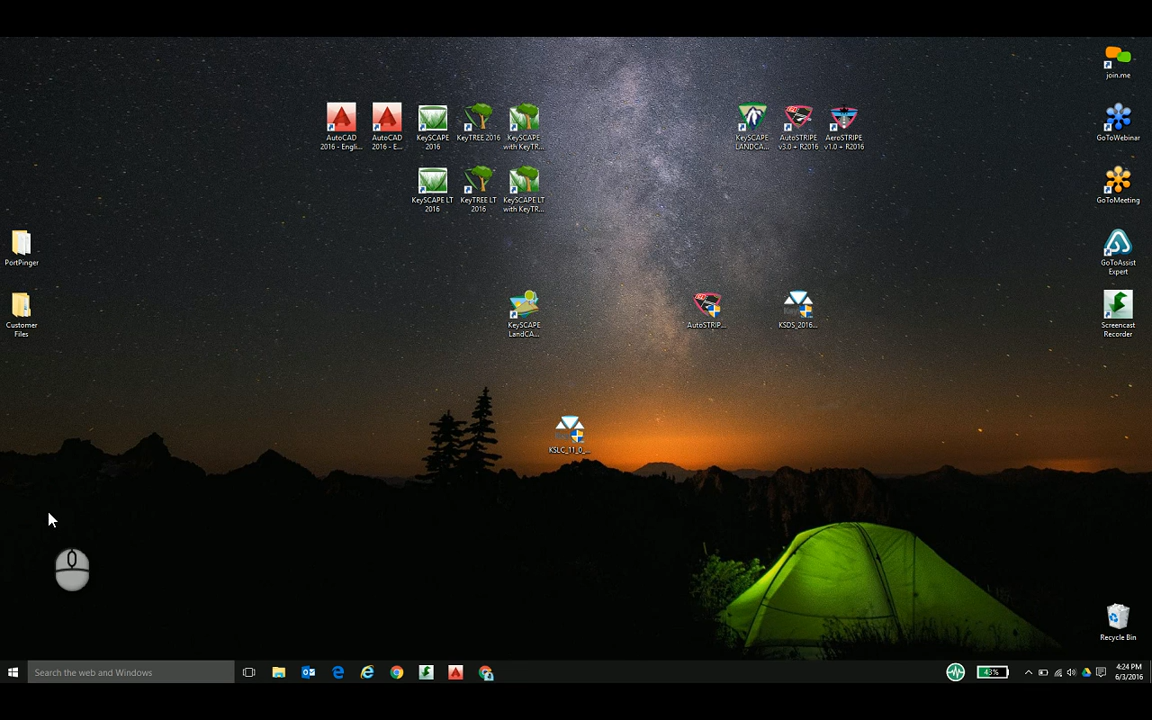 join.me
AutoCAD
2016 - Engli...
AutoCAD
2016 - E...
KeySCAPE
2016
KeyTREE 2016
KeySCAPE
with KeyTR...
KeySCAPE
LANDCA...
AutoSTRIPE
v3.0 + R2016
AeroSTRIPE
v1.0 + R2016
GoToWebinar
KeySCAPE LT
2016
KeyTREE LT
2016
KeySCAPE LT
with KeyTR...
GoToMeeting
PortPinger
GoToAssist
Expert
Customer
Files
KeySCAPE
LandCA...
AutoSTRIP...
KSDS_2016...
Screencast
Recorder
KSLC_11_0_...
Recycle Bin
Search the web and Windows
43%
4:24 PM
6/3/2016